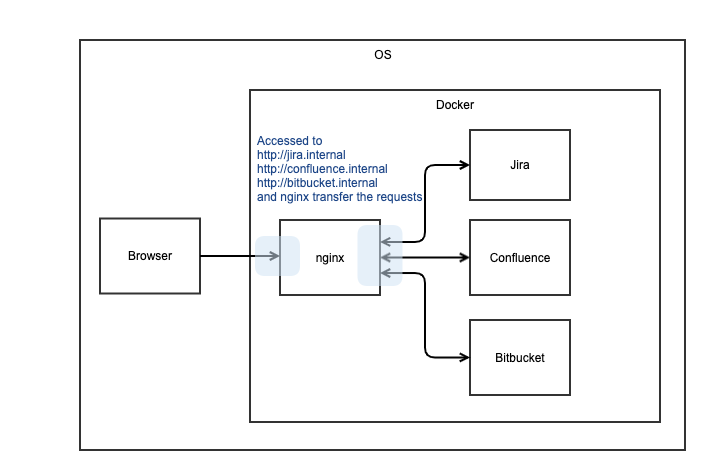 OS
Docker
Accessed to
http://jira.internal
http://confluence.internal
http://bitbucket.internal
and nginx transfer the requests
Jira
Browser
nginx
Confluence
Bitbucket